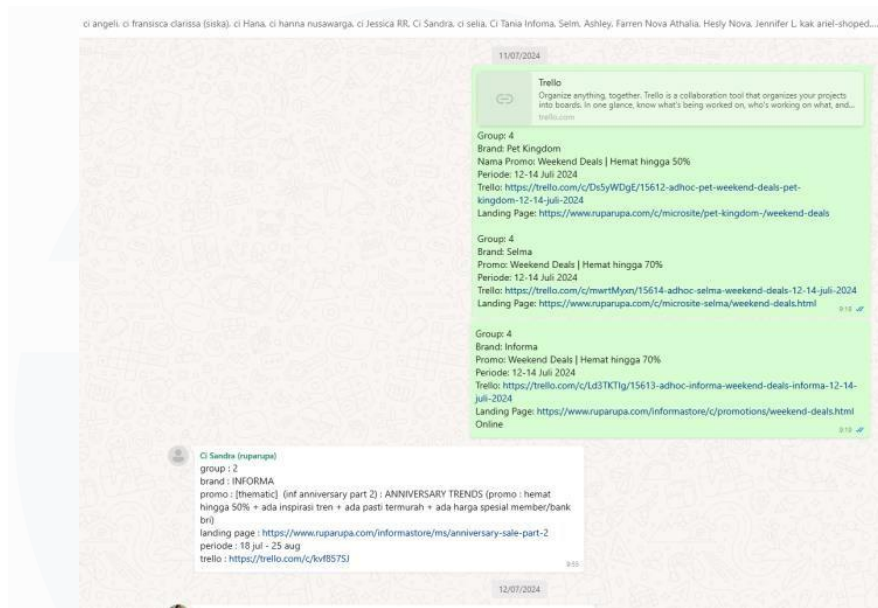 ci angeli, ci fransisca clarissa (siska), ci Hana, ci hanna nusawarga, ci Jessica RR, Ci Sandra, ci selia, Ci Tania Infoma, Selm, Ashley, Farren Nova Athalia, Hesly Nova, Jennifer L, kak ariel-shoped,...
11/07/2024
Trello
Organize anything, together. Trello is a collaboration tool that organizes your projects
into boards. In one glance, know what's being worked on, who's working on what, and...
trello.com
Group: 4
Brand: Pet Kingdom
Nama Promo: Weekend Deals | Hemat hingga 50%
Periode: 12-14 Juli 2024
Trello: https://trello.com/c/Ds5yWDgE/15612-adhoc-pet-weekend-deals-pet-
kingdom-12-14-juli-2024
Landing Page: https://www.ruparupa.com/c/microsite/pet-kingdom-/weekend-deals
Group: 4
Brand: Selma
Promo: Weekend Deals | Hemat hingga 70%
Periode: 12-14 Juli 2024
Trello: https://trello.com/c/mwrtMyxn/15614-adhoc-selma-weekend-deals-12-14-juli-2024
Landing Page: https://www.ruparupa.com/c/microsite-selma/weekend-deals.html
9:18
Group: 4
Brand: Informa
Promo: Weekend Deals | Hemat hingga 70%
Periode: 12-14 Juli 2024
Trello: https://trello.com/c/Ld3TKTIg/15613-adhoc-informa-weekend-deals-informa-12-14-
juli-2024
Landing Page: https://www.ruparupa.com/informastore/c/promotions/weekend-deals.html
Online
9:19
Ci Sandra (ruparupa)
group : 2
brand : INFORMA
promo : [thematic] (inf anniversary part 2) : ANNIVERSARY TRENDS (promo : hemat
hingga 50% + ada inspirasi tren + ada pasti termurah + ada harga spesial member/bank
bri)
landing page : https://www.ruparupa.com/informastore/ms/anniversary-sale-part-2
periode : 18 jul - 25 aug
trello : https://trello.com/c/kvf8575J
9:55
12/07/2024